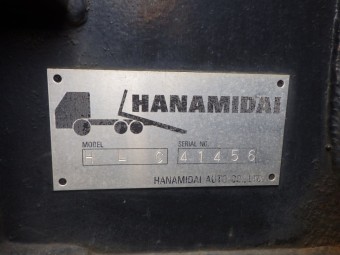 HANAMIDAI
MODEL SERIAL NO.
41456
HANAMIDAI AUTO CO., LTD.